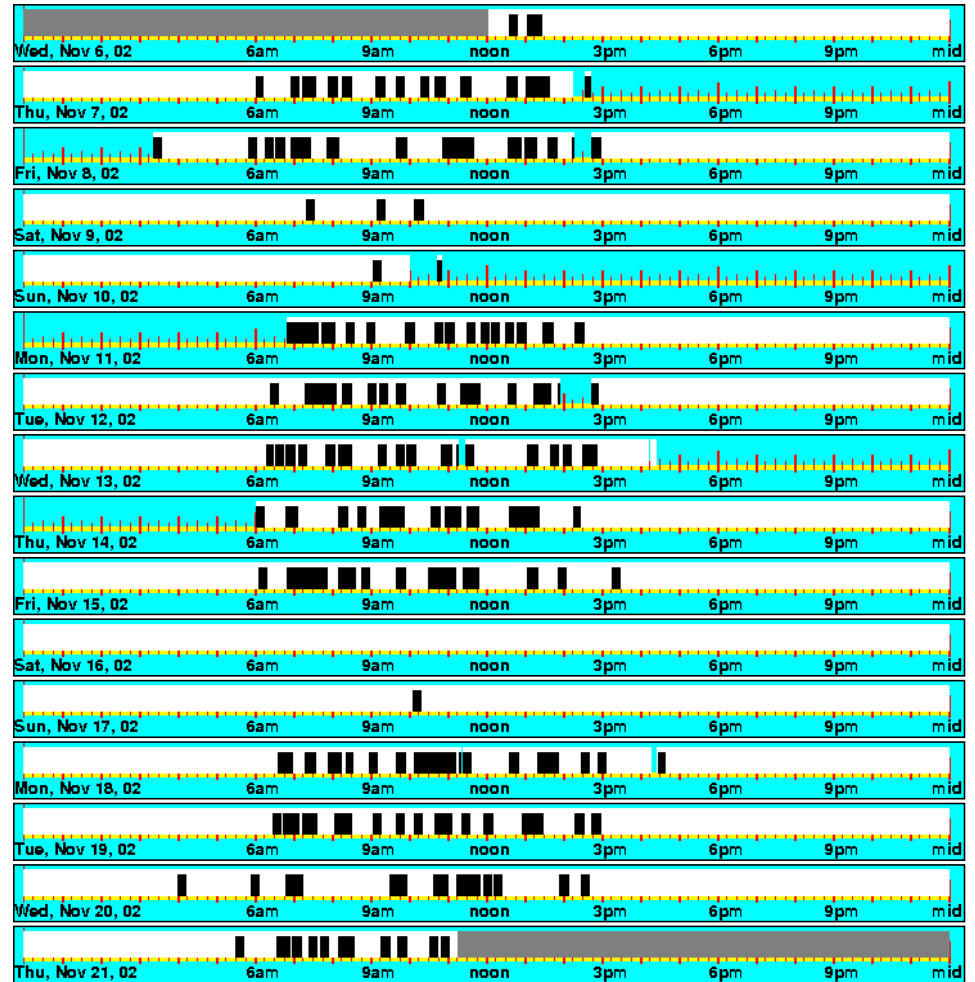 Wed, Nov 6, 02 6am 9am noon 3pm 6pm 9pm mid
Thu, Nov 7, 02 6am 9am noon 3pm 6pm 9pm mid
Fri, Nov 8, 02 6am 9am noon 3pm 6pm 9pm mid
Sat, Nov 9, 02 6am 9am noon 3pm 6pm 9pm mid
Sun, Nov 10, 02 6am 9am noon 3pm 6pm 9pm mid
Mon, Nov 11, 02 6am 9am noon 3pm 6pm 9pm mid
Tue, Nov 12, 02 6am 9am noon 3pm 6pm 9pm mid
Wed, Nov 13, 02 6am 9am noon 3pm 6pm 9pm mid
Thu, Nov 14, 02 6am 9am noon 3pm 6pm 9pm mid
Fri, Nov 15, 02 6am 9am noon 3pm 6pm 9pm mid
Sat, Nov 16, 02 6am 9am noon 3pm 6pm 9pm mid
Sun, Nov 17, 02 6am 9am noon 3pm 6pm 9pm mid
Mon, Nov 18, 02 6am 9am noon 3pm 6pm 9pm mid
Tue, Nov 19, 02 6am 9am noon 3pm 6pm 9pm mid
Wed, Nov 20, 02 6am 9am noon 3pm 6pm 9pm mid
Thu, Nov 21, 02 6am 9am noon 3pm 6pm 9pm mid